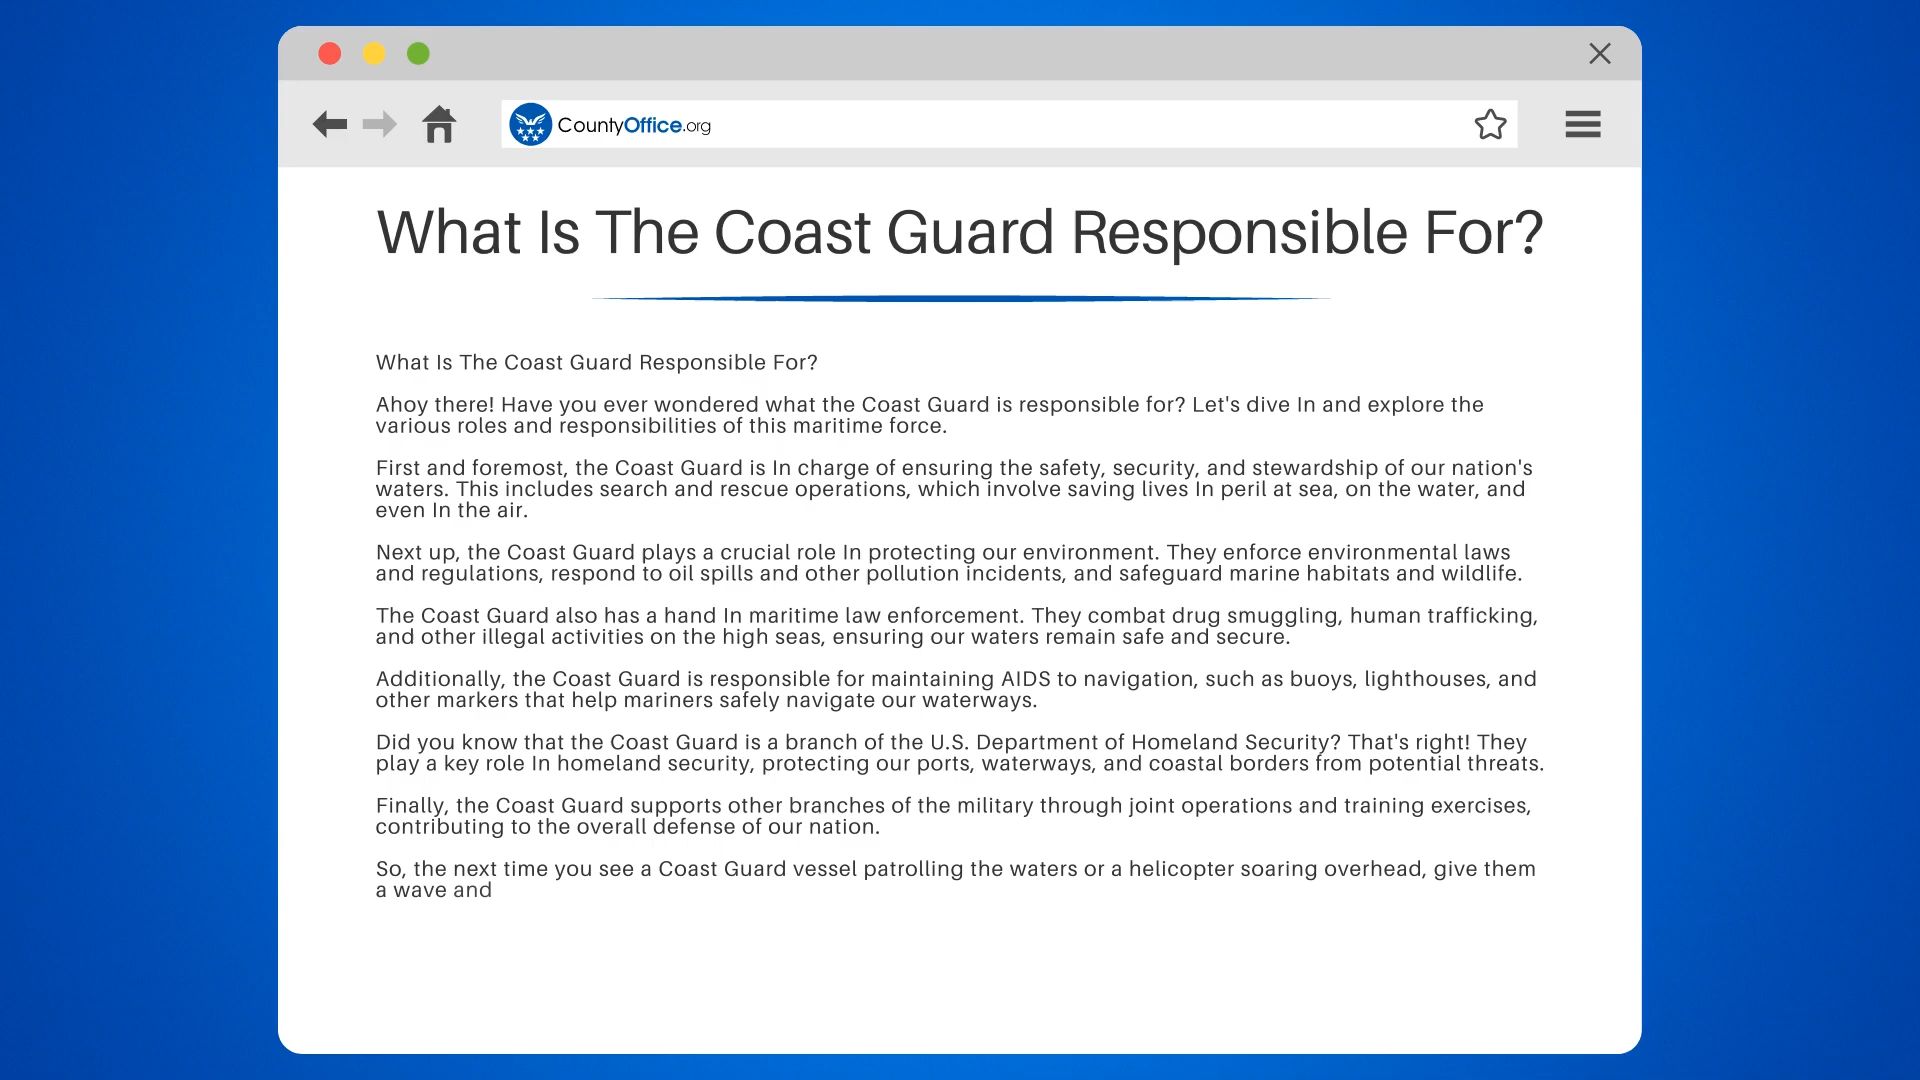 CountyOffice.org
What Is The Coast Guard Responsible For?
What Is The Coast Guard Responsible For?
Ahoy there! Have you ever wondered what the Coast Guard is responsible for? Let's dive In and explore the
various roles and responsibilities of this maritime force.
First and foremost, the Coast Guard is In charge of ensuring the safety, security, and stewardship of our nation's
waters. This includes search and rescue operations, which involve saving lives In peril at sea, on the water, and
even In the air.
Next up, the Coast Guard plays a crucial role In protecting our environment. They enforce environmental laws
and regulations, respond to oil spills and other pollution incidents, and safeguard marine habitats and wildlife.
The Coast Guard also has a hand In maritime law enforcement. They combat drug smuggling, human trafficking,
and other illegal activities on the high seas, ensuring our waters remain safe and secure.
Additionally, the Coast Guard is responsible for maintaining AIDS to navigation, such as buoys, lighthouses, and
other markers that help mariners safely navigate our waterways.
Did you know that the Coast Guard is a branch of the U.S. Department of Homeland Security? That's right! They
play a key role In homeland security, protecting our ports, waterways, and coastal borders from potential threats.
Finally, the Coast Guard supports other branches of the military through joint operations and training exercises,
contributing to the overall defense of our nation.
So, the next time you see a Coast Guard vessel patrolling the waters or a helicopter soaring overhead, give them
a wave and